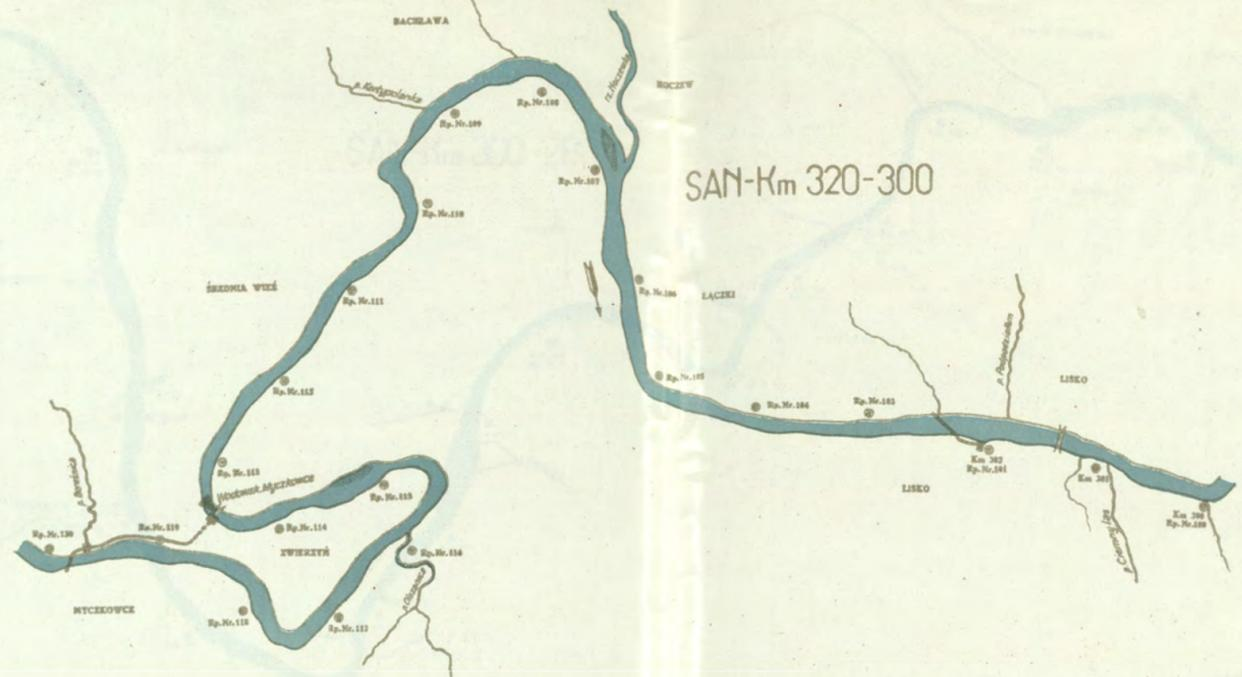 BACHLAWA
rz. Hoczewka
HOCZEW
Rp. Nr. 108
Rp. Nr. 109
SAN-Km 320-300
Rp. Nr. 107
Rp. Nr. 110
ŚREDNIA WIEŚ
Rp. Nr. 111
Rp. Nr. 106
ŁĄCZKI
Rp. Nr. 105
LISKO
Rp. Nr. 112
Rp. Nr. 104
Rp. Nr. 102
Km 302
Rp. Nr. 101
Rp. Nr. 113
Km 301
LISKO
Wodowsk. Myczkowce
Rp. Nr. 115
Km 300
Rp. Nr. 100
Rp. Nr. 120
Rp. Nr. 119
Rp. Nr. 114
ZWIERZYŃ
Rp. Nr. 116
MYCZKOWCE
p. Czarny Las
Rp. Nr. 118
Rp. Nr. 117